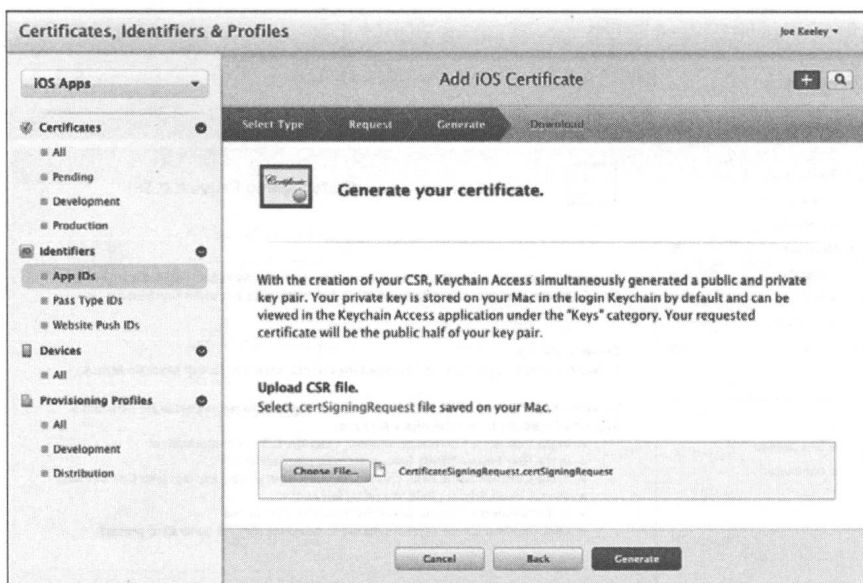 Certificates, Identifiers & Profiles
Joe Keeley
iOS Apps
Certificates
All
Pending
Development
Production
Identifiers
App IDs
Pass Type IDs
Website Push IDs
Devices
All
Provisioning Profiles
All
Development
Distribution
Add iOS Certificate
Select Type
Request
Generate
Download
Certificate
Generate your certificate.
With the creation of your CSR, Keychain Access simultaneously generated a public and private
key pair. Your private key is stored on your Mac in the login Keychain by default and can be
viewed in the Keychain Access application under the "Keys" category. Your requested
certificate will be the public half of your key pair.
Upload CSR file.
Select .certSigningRequest file saved on your Mac.
Choose File...
CertificateSigningRequest.certSigningRequest
Cancel
Back
Generate